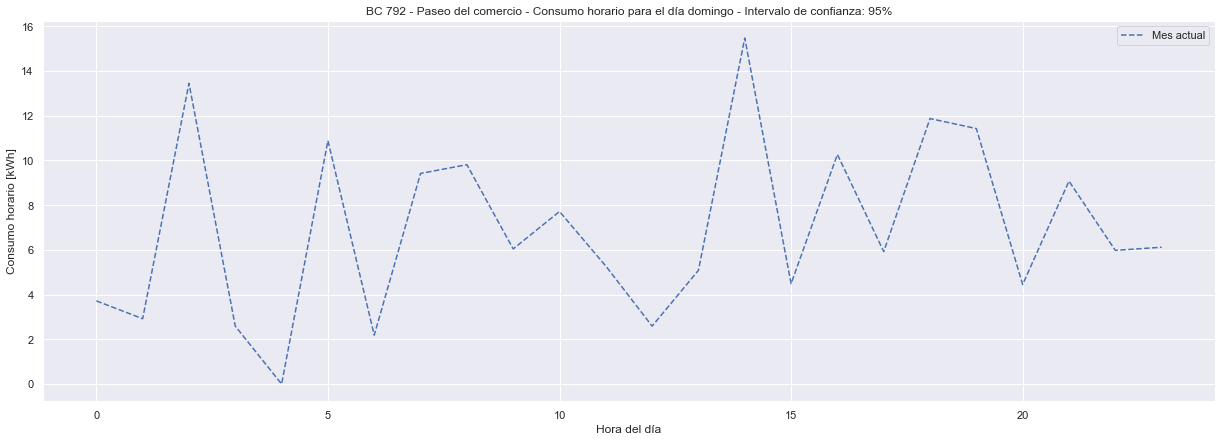 BC 792 - Paseo del comercio - Consumo horario para el día domingo - Intervalo de confianza: 95%
Mes actual
Consumo horario [kWh]
16
14
12
10
8
6
4
2
0
0 5 10 15 20
Hora del día